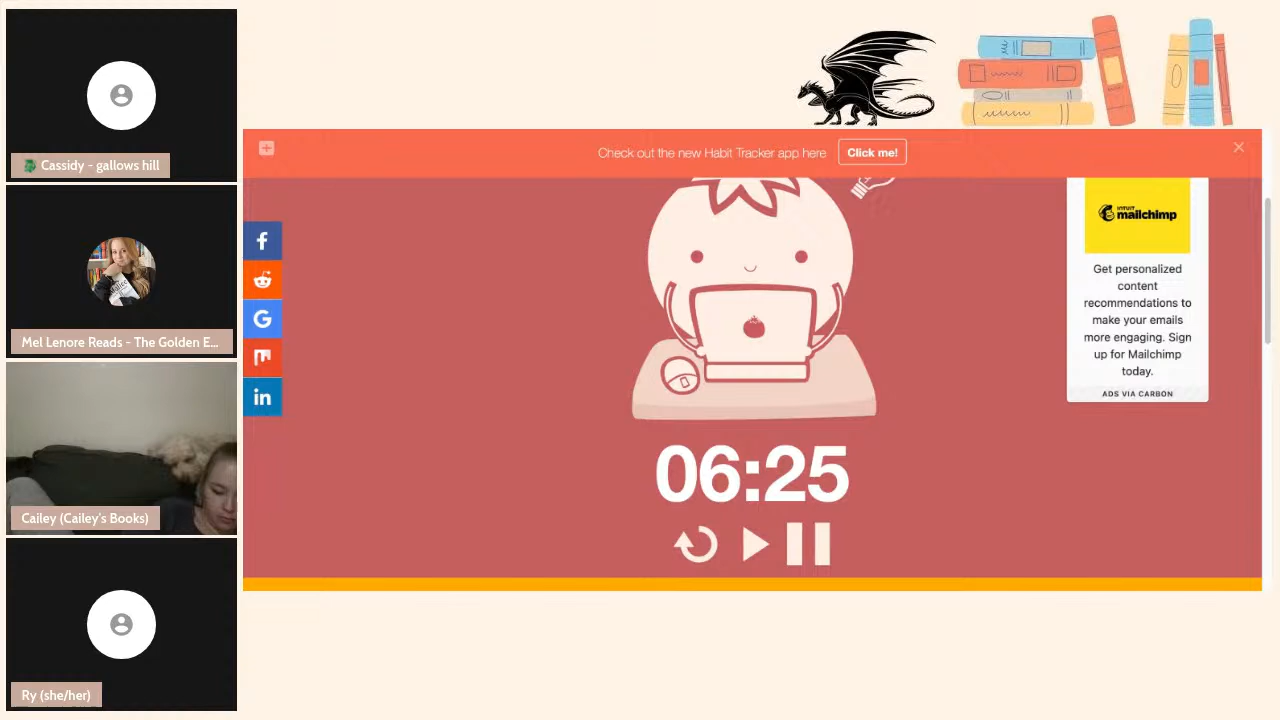 Cassidy - gallows hill
Mel Lenore Reads - The Golden E...
Cailey (Cailey's Books)
Ry (she/her)
Check out the new Habit Tracker app here
Click me!
INTUIT
mailchimp
Get personalized
content
recommendations to
make your emails
more engaging. Sign
up for Mailchimp
today.
ADS VIA CARBON
06:25